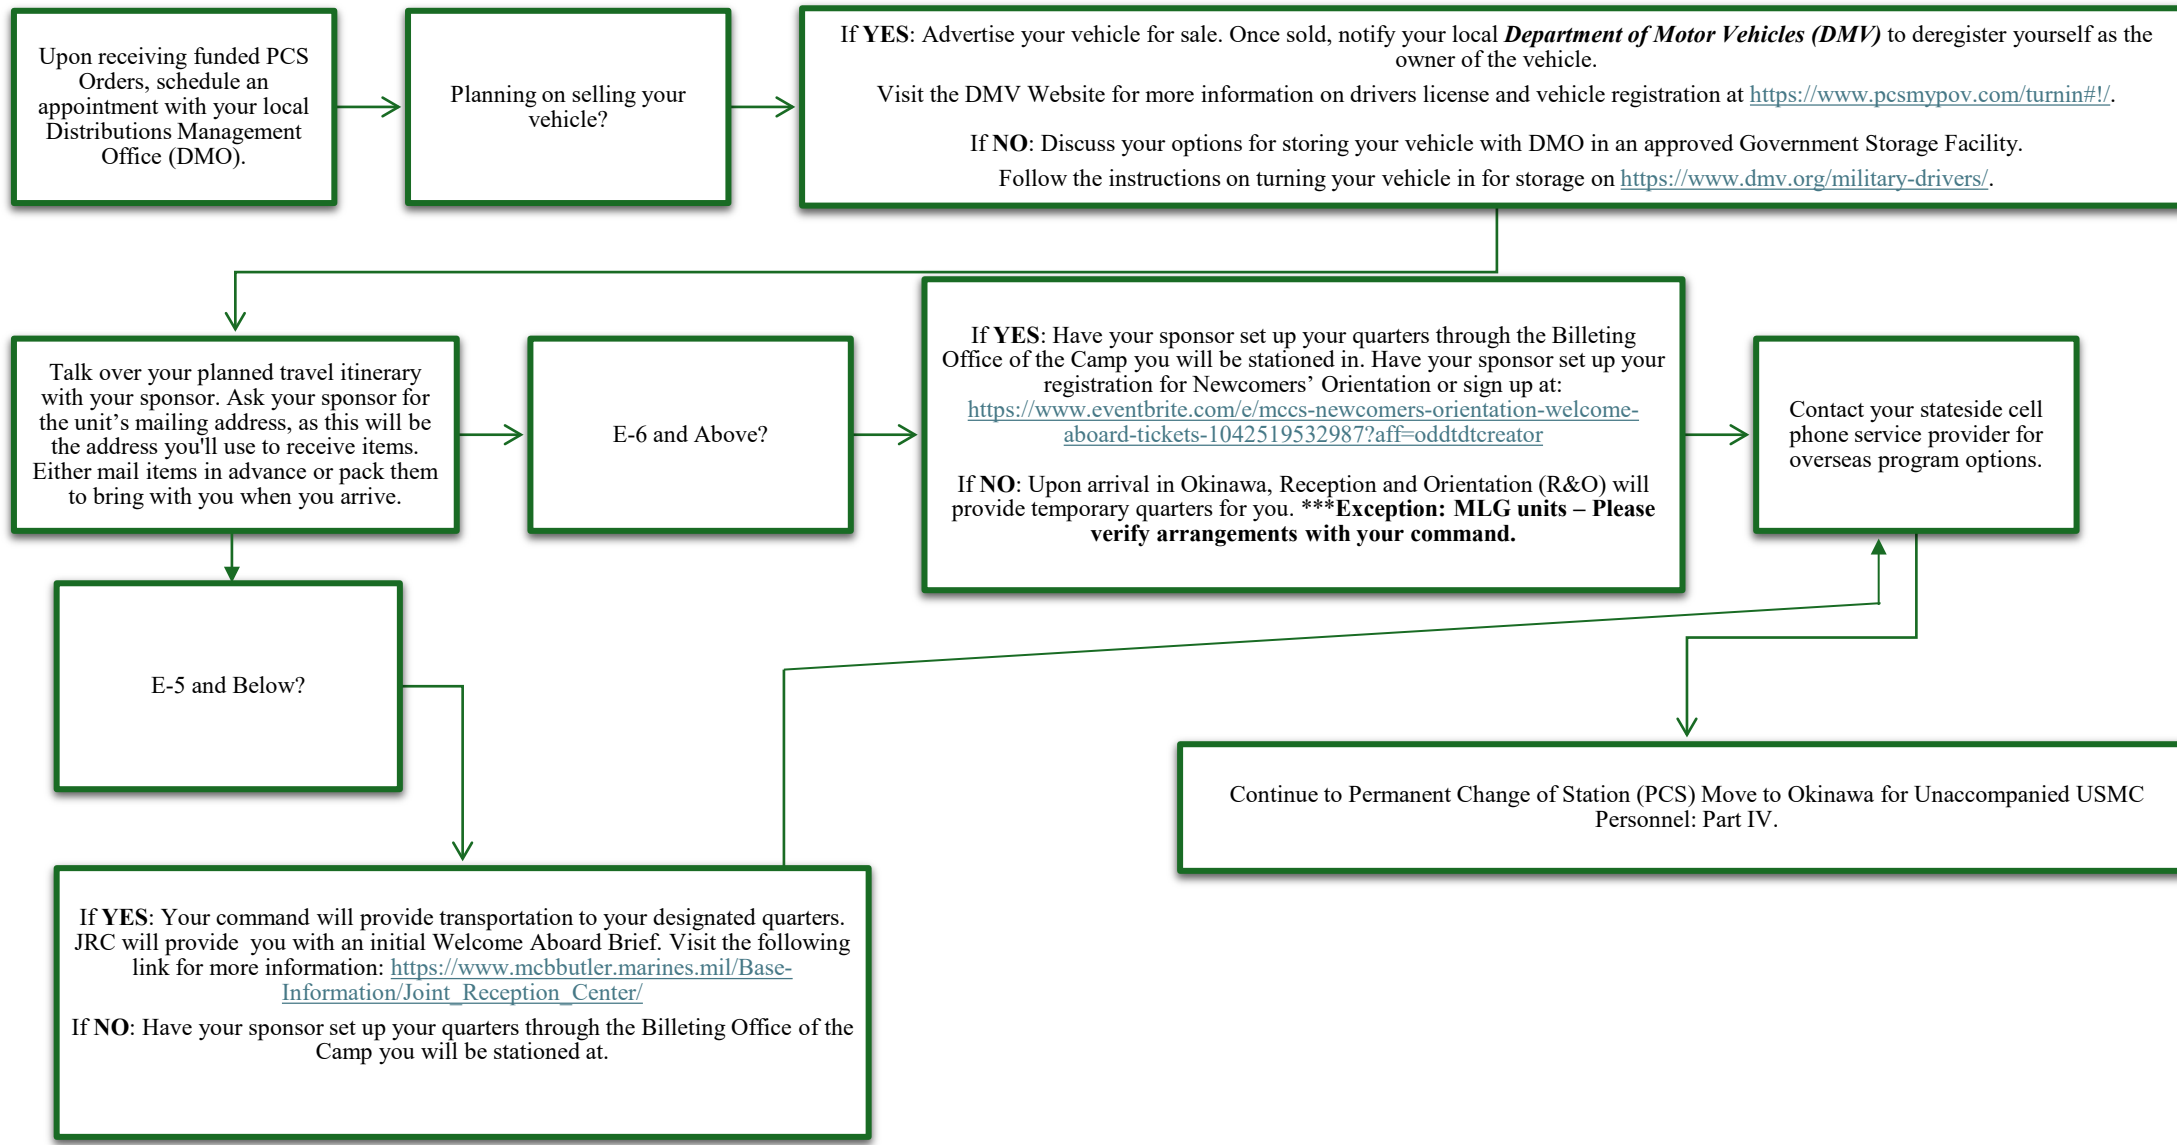 Upon receiving funded PCS
Orders, schedule an
appointment with your local
Distributions Management
Office (DMO).
Planning on selling your
vehicle?
If YES: Advertise your vehicle for sale. Once sold, notify your local Department of Motor Vehicles (DMV) to deregister yourself as the
owner of the vehicle.
Visit the DMV Website for more information on drivers license and vehicle registration at https://www.pcsmypov.com/turnin#!/.
If NO: Discuss your options for storing your vehicle with DMO in an approved Government Storage Facility.
Follow the instructions on turning your vehicle in for storage on https://www.dmv.org/military-drivers/.
Talk over your planned travel itinerary
with your sponsor. Ask your sponsor for
the unit’s mailing address, as this will be
the address you'll use to receive items.
Either mail items in advance or pack them
to bring with you when you arrive.
E-6 and Above?
If YES: Have your sponsor set up your quarters through the Billeting
Office of the Camp you will be stationed in. Have your sponsor set up your
registration for Newcomers’ Orientation or sign up at:
https://www.eventbrite.com/e/mccs-newcomers-orientation-welcome-
aboard-tickets-1042519532987?aff=oddtdtcreator
If NO: Upon arrival in Okinawa, Reception and Orientation (R&O) will
provide temporary quarters for you. ***Exception: MLG units – Please
verify arrangements with your command.
Contact your stateside cell
phone service provider for
overseas program options.
E-5 and Below?
If YES: Your command will provide transportation to your designated quarters.
JRC will provide  you with an initial Welcome Aboard Brief. Visit the following
link for more information: https://www.mcbbutler.marines.mil/Base-
Information/Joint_Reception_Center/
If NO: Have your sponsor set up your quarters through the Billeting Office of the
Camp you will be stationed at.
Continue to Permanent Change of Station (PCS) Move to Okinawa for Unaccompanied USMC
Personnel: Part IV.